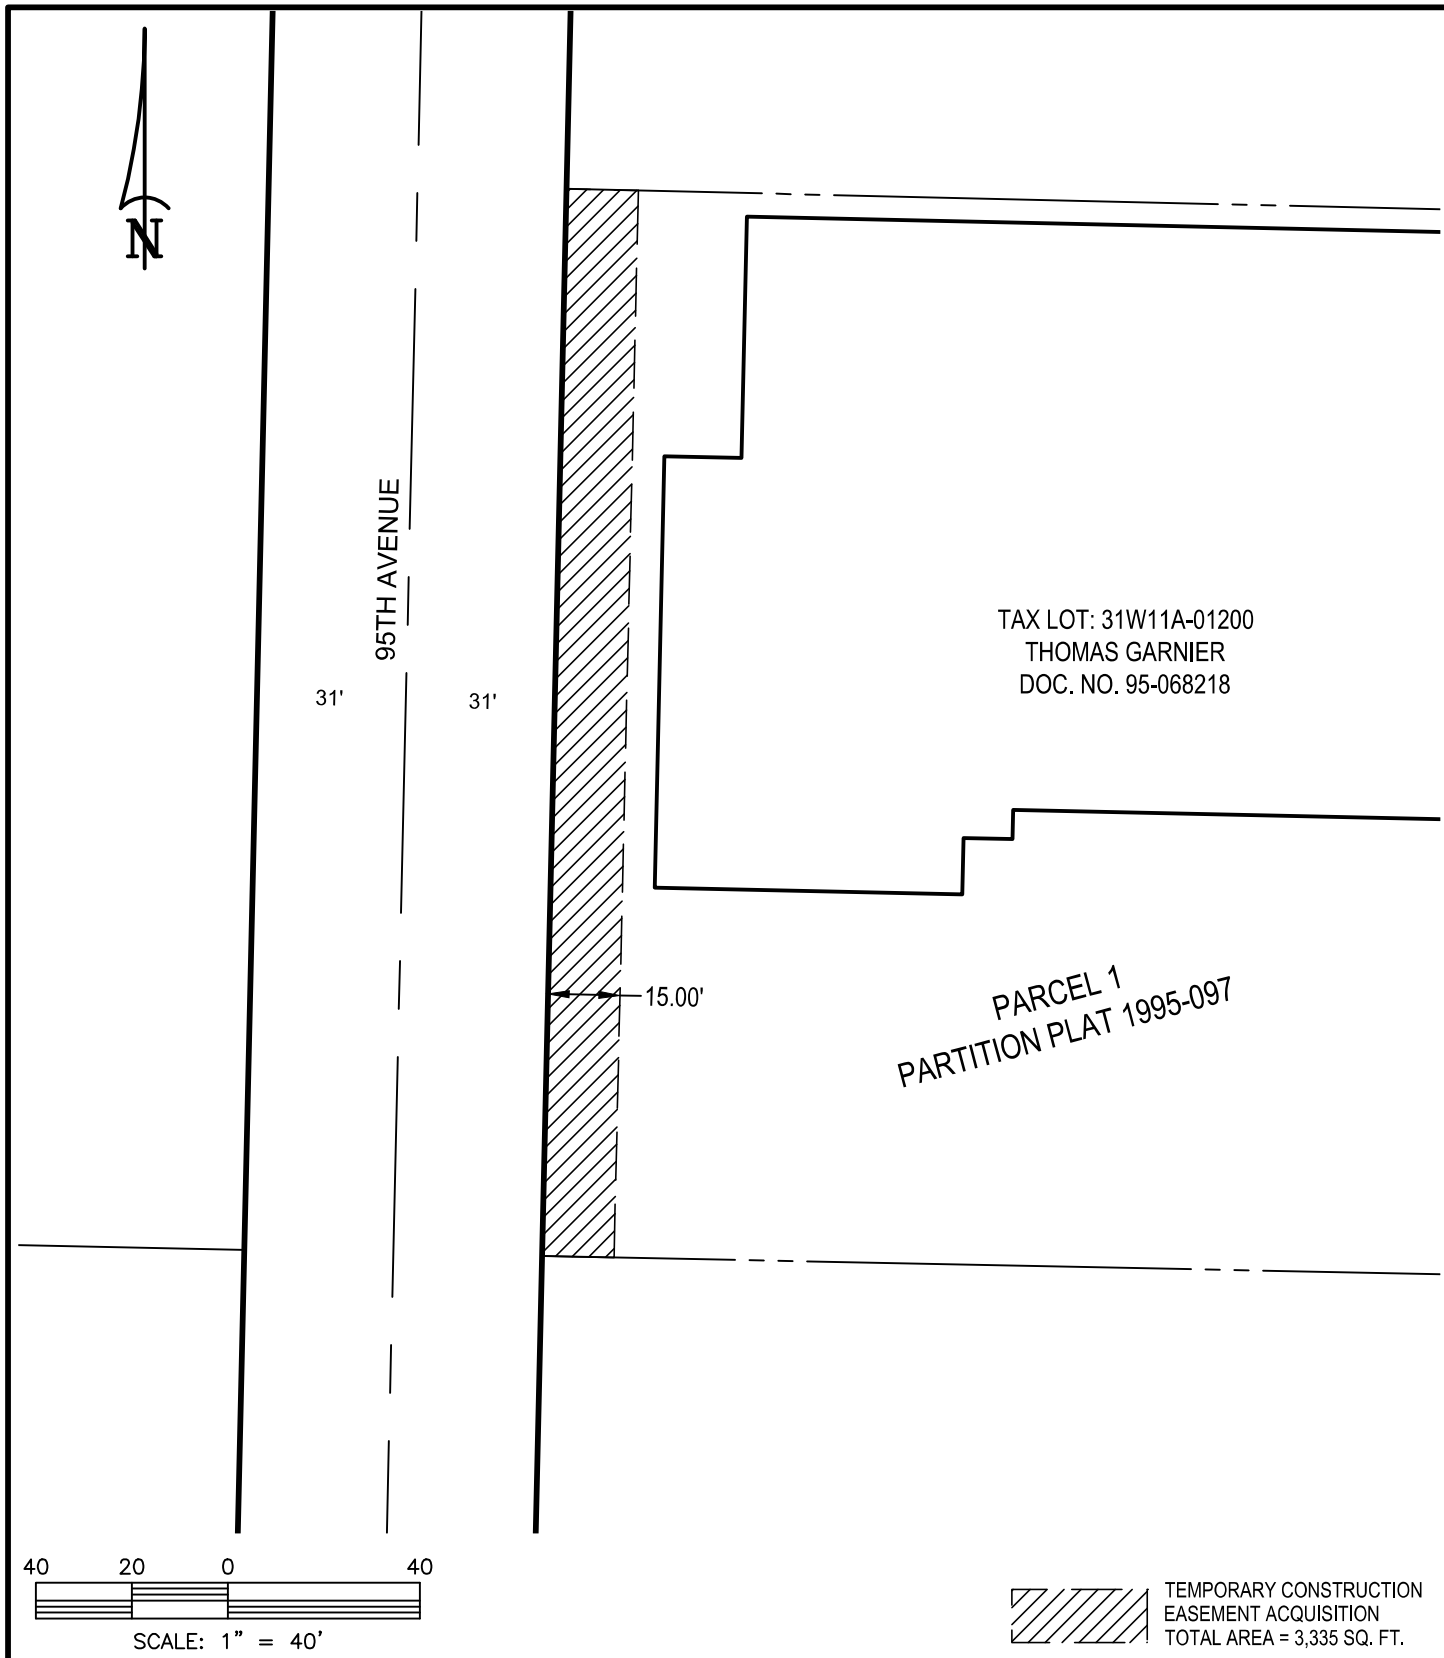 N
95TH AVENUE
31'
31'
TAX LOT: 31W11A-01200
THOMAS GARNIER
DOC. NO. 95-068218
15.00'
PARCEL 1
PARTITION PLAT 1995-097
40 20 0 40
SCALE: 1" = 40'
TEMPORARY CONSTRUCTION
EASEMENT ACQUISITION
TOTAL AREA = 3,335 SQ. FT.